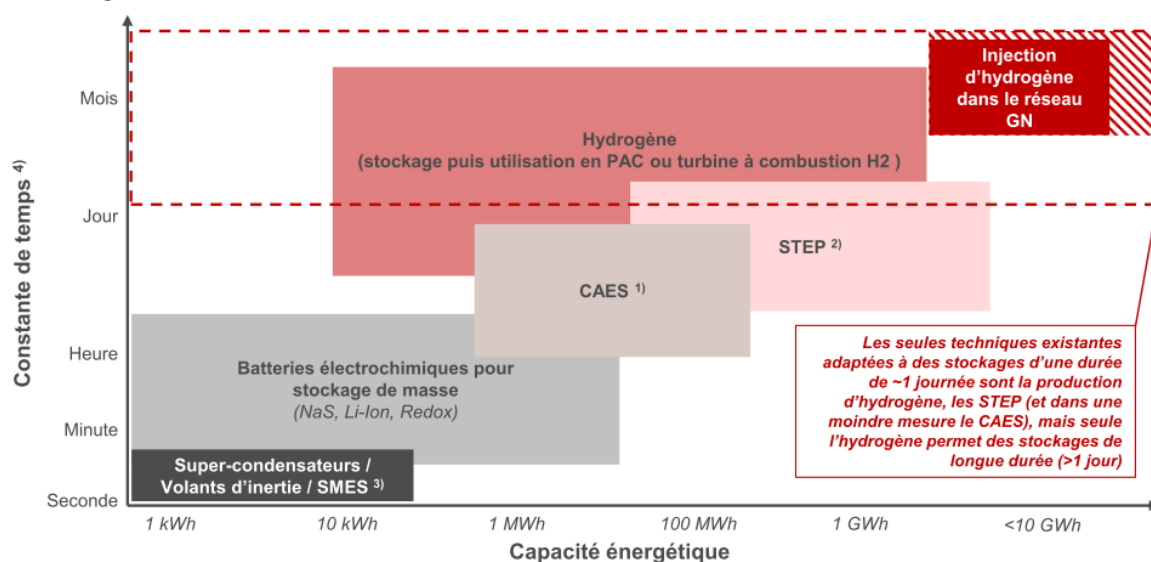 Injection
d'hydrogène
dans le réseau
GN
Mois
Hydrogène
(stockage puis utilisation en PAC ou turbine à combustion H2 )
Constante de temps 4)
Jour
STEP 2)
CAES 1)
Les seules techniques existantes
adaptées à des stockages d'une durée
de ~1 journée sont la production
d'hydrogène, les STEP (et dans une
moindre mesure le CAES), mais seule
l'hydrogène permet des stockages de
longue durée (>1 jour)
Heure
Batteries électrochimiques pour
stockage de masse
(NaS, Li-Ion, Redox)
Minute
Super-condensateurs /
Volants d'inertie / SMES 3)
Seconde
1 kWh 10 kWh 1 MWh 100 MWh 1 GWh <10 GWh
Capacité énergétique